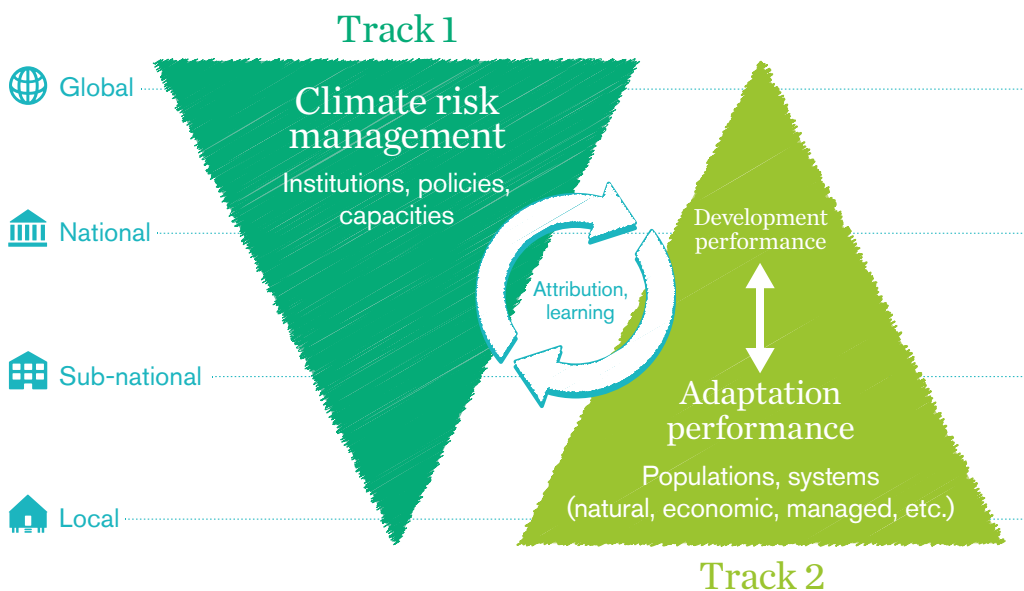 Track 1
Global
Climate risk
management
Institutions, policies,
capacities
National
Development
performance
Attribution,
learning
Sub-national
Adaptation
performance
Populations, systems
(natural, economic, managed, etc.)
Local
Track 2